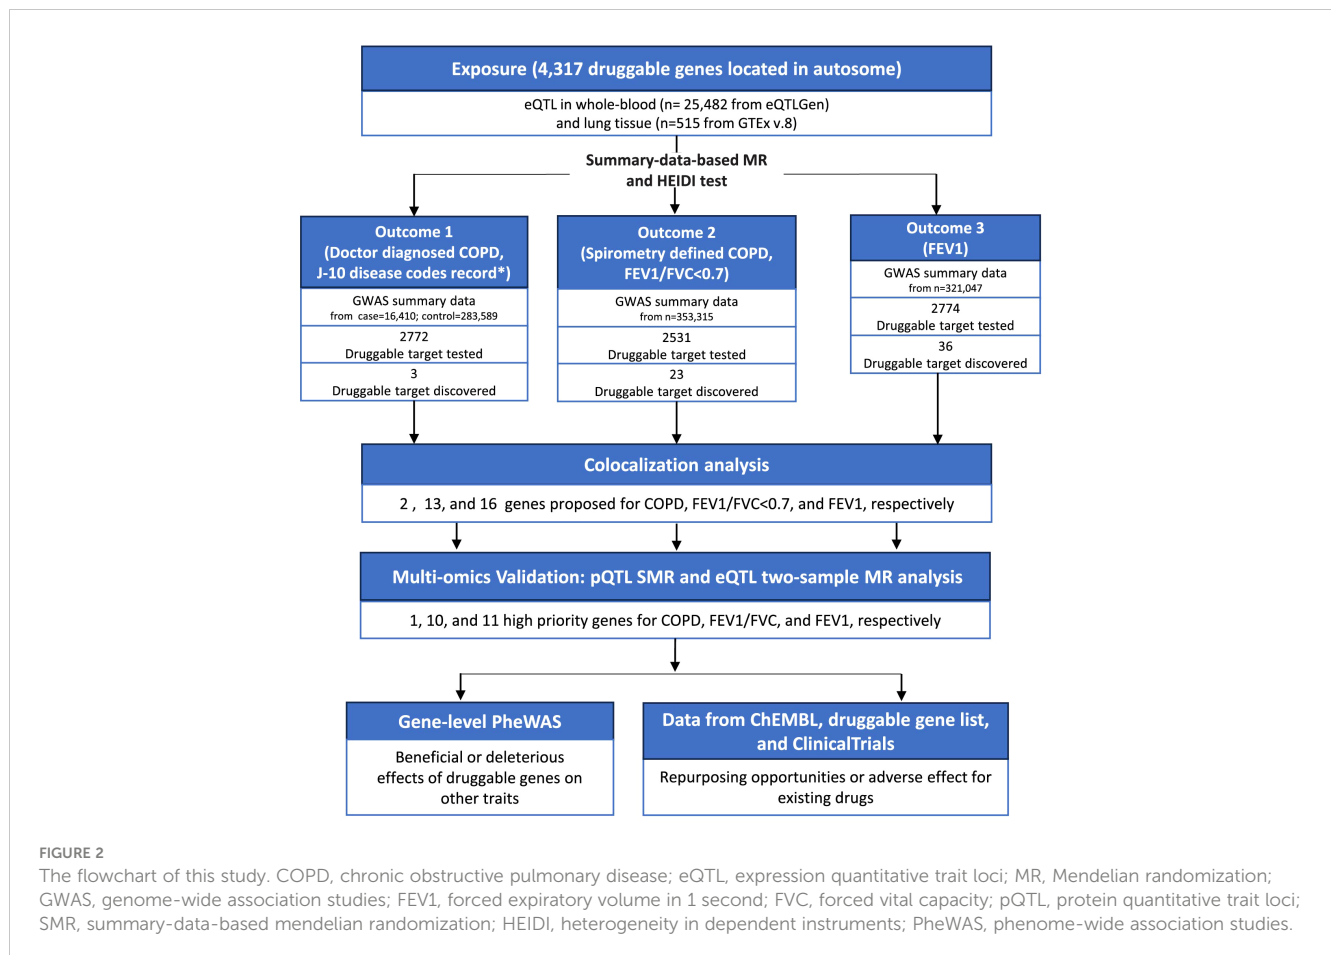 Exposure (4,317 druggable genes located in autosome)
eQTL in whole-blood (n= 25,482 from eQTLGen)
and lung tissue (n=515 from GTEx v.8)
Summary-data-based MR
and HEIDI test
Outcome 1
(Doctor diagnosed COPD,
J-10 disease codes record*)
GWAS summary data
from case=16,410; control=283,589
2772
Druggable target tested
3
Druggable target discovered
Outcome 2
(Spirometry defined COPD,
FEV1/FVC<0.7)
GWAS summary data
from n=353,315
2531
Druggable target tested
23
Druggable target discovered
Outcome 3
(FEV1)
GWAS summary data
from n=321,047
2774
Druggable target tested
36
Druggable target discovered
Colocalization analysis
2 , 13, and 16 genes proposed for COPD, FEV1/FVC<0.7, and FEV1, respectively
Multi-omics Validation: pQTL SMR and eQTL two-sample MR analysis
1, 10, and 11 high priority genes for COPD, FEV1/FVC, and FEV1, respectively
Gene-level PheWAS
Beneficial or deleterious
effects of druggable genes on
other traits
Data from ChEMBL, druggable gene list,
and ClinicalTrials
Repurposing opportunities or adverse effect for
existing drugs
FIGURE 2
The flowchart of this study. COPD, chronic obstructive pulmonary disease; eQTL, expression quantitative trait loci; MR, Mendelian randomization;
GWAS, genome-wide association studies; FEV1, forced expiratory volume in 1 second; FVC, forced vital capacity; pQTL, protein quantitative trait loci;
SMR, summary-data-based mendelian randomization; HEIDI, heterogeneity in dependent instruments; PheWAS, phenome-wide association studies.